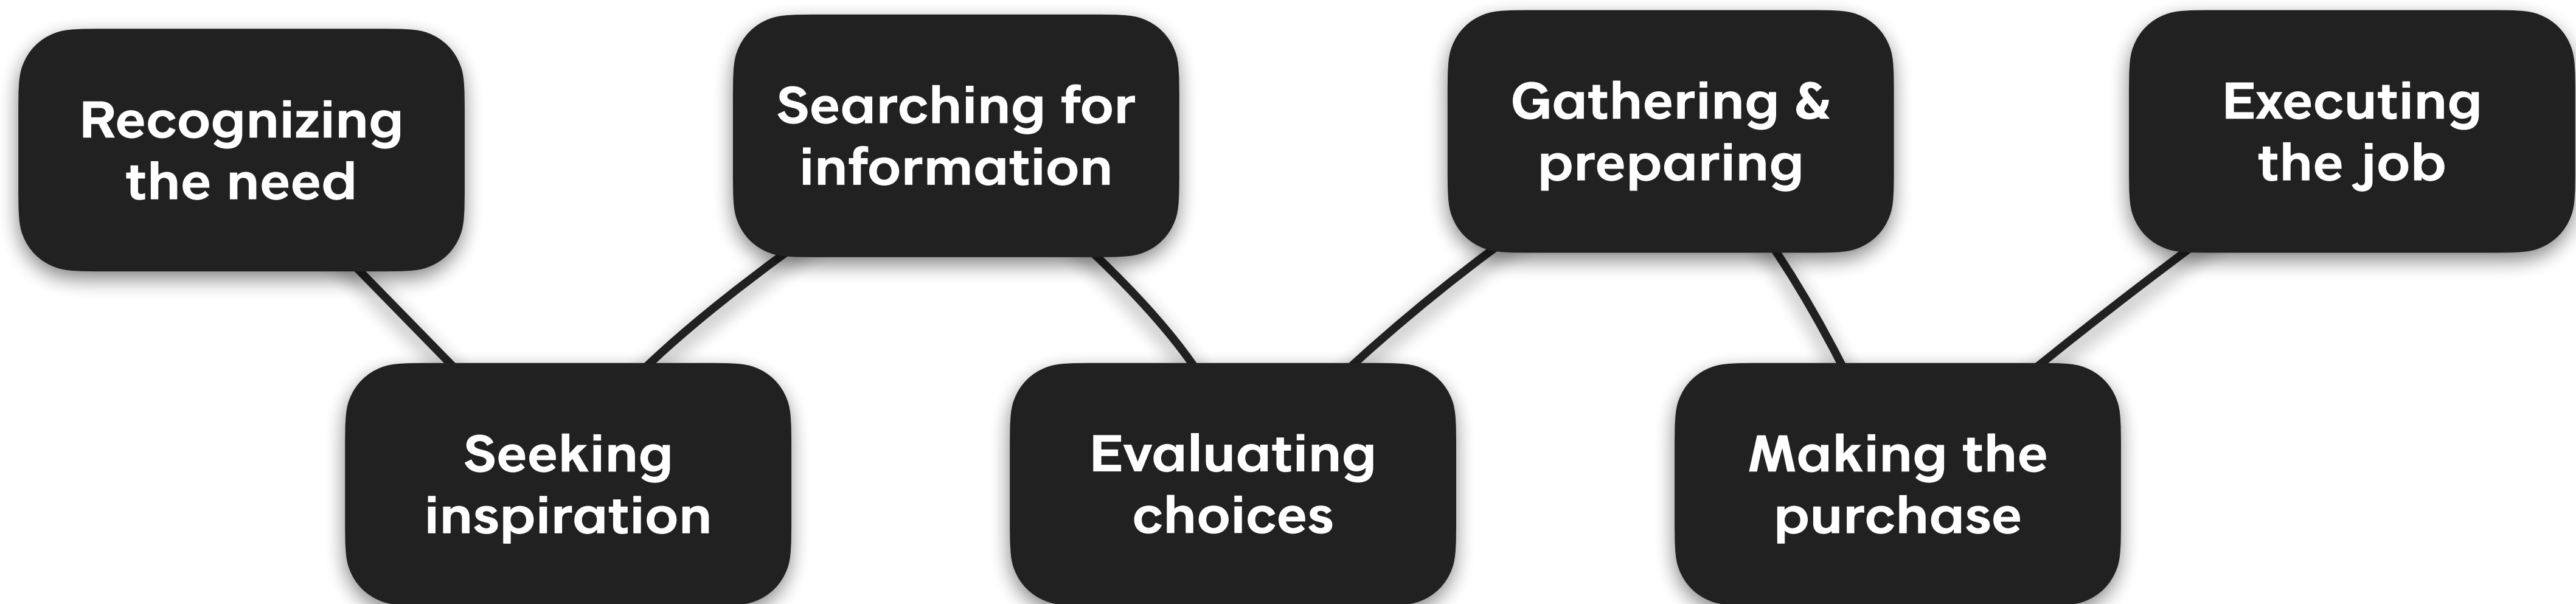 Recognizing
the need
Seeking
inspiration
Searching for
information
Evaluating
choices
Gathering &
preparing
Making the
purchase
Executing
the job